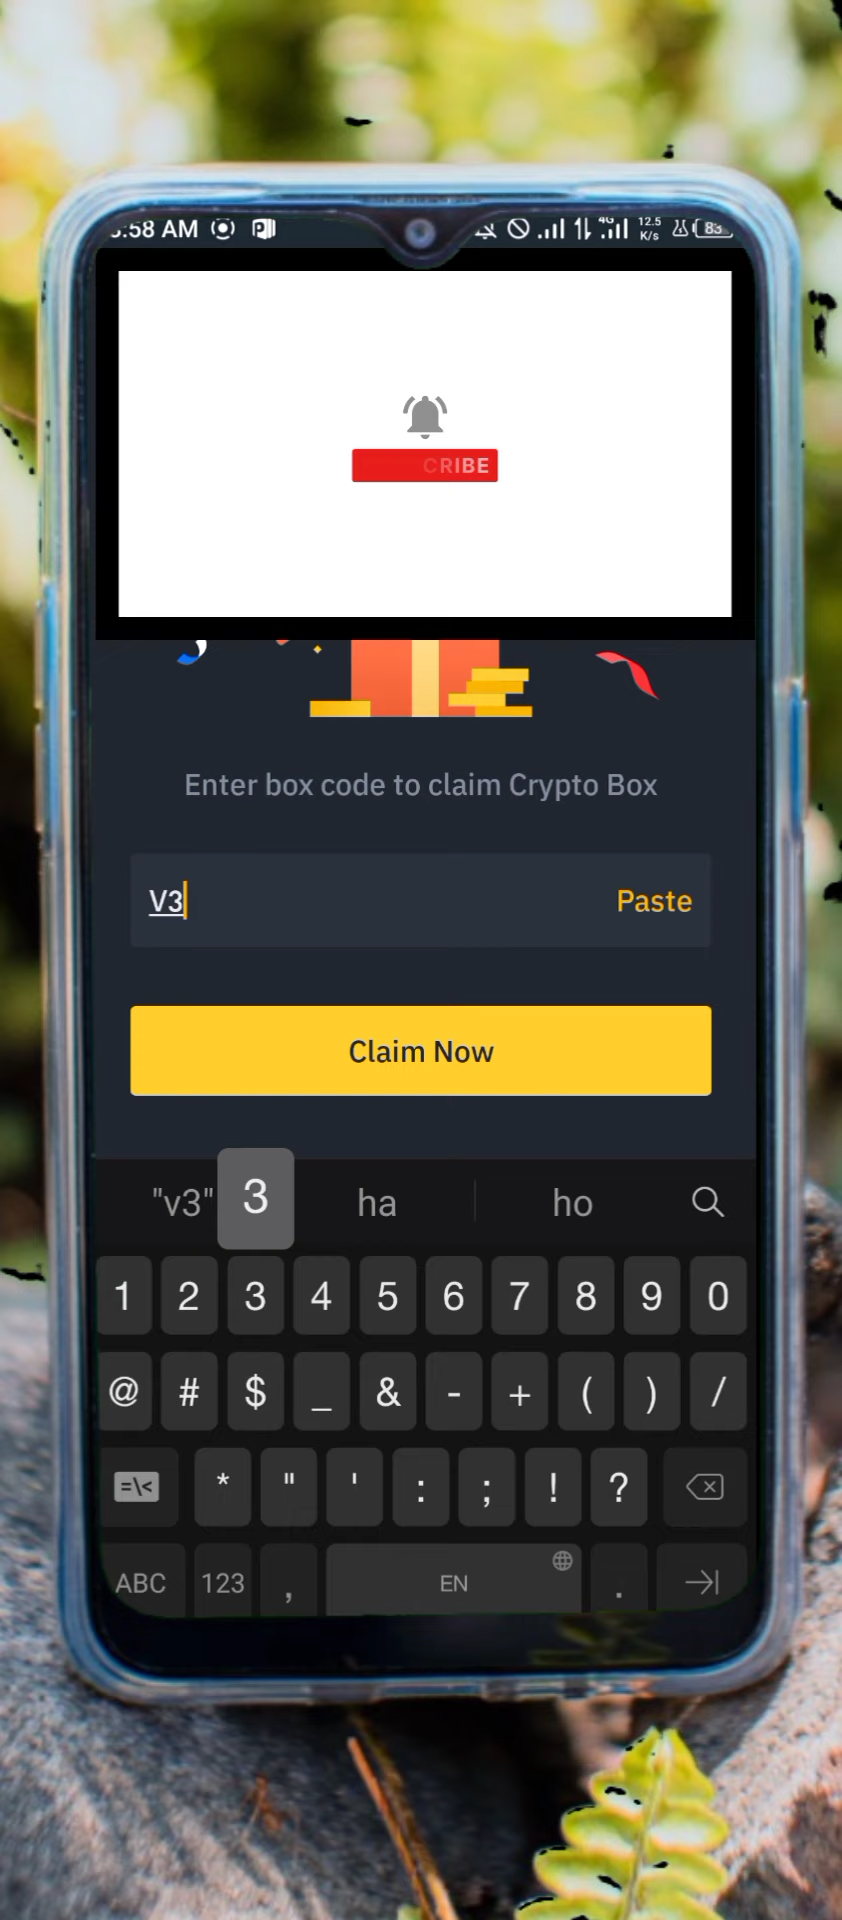 :58 AM
4G 12.5 K/s 83
CRIBE
Enter box code to claim Crypto Box
V3 Paste
Claim Now
"v3" 3 ha ho
1 2 3 4 5 6 7 8 9 0
@ # $ _ & - + ( ) /
=\< * " ' : ; ! ?
ABC 123 , EN .